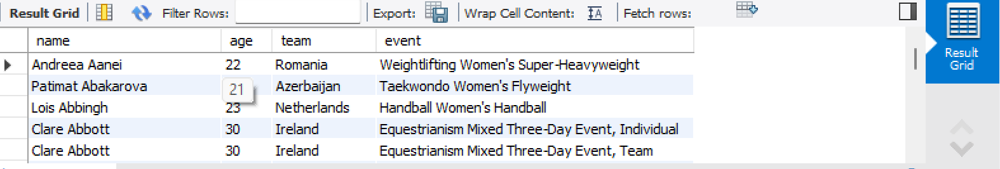 Result Grid Filter Rows: Export: Wrap Cell Content: IA Fetch rows:
name age team event
Andreea Aanei 22 Romania Weightlifting Women's Super-Heavyweight
Patimat Abakarova 21 Azerbaijan Taekwondo Women's Flyweight
Lois Abbingh 23 Netherlands Handball Women's Handball
Clare Abbott 30 Ireland Equestrianism Mixed Three-Day Event, Individual
Clare Abbott 30 Ireland Equestrianism Mixed Three-Day Event, Team
Result
Grid